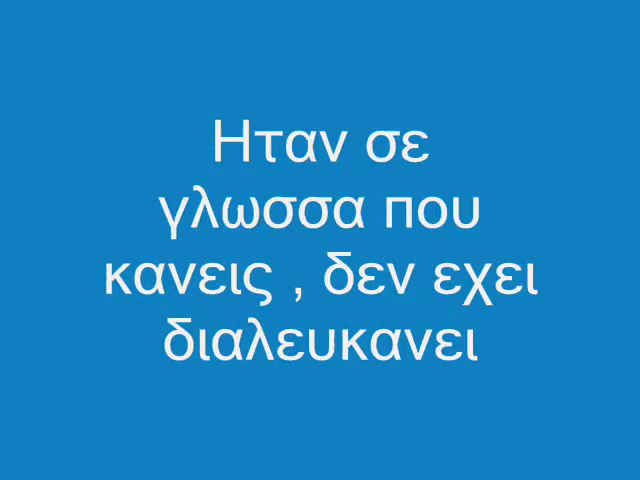 Ηταν σε
γλωσσα που
κανεις , δεν εχει
διαλευκανει